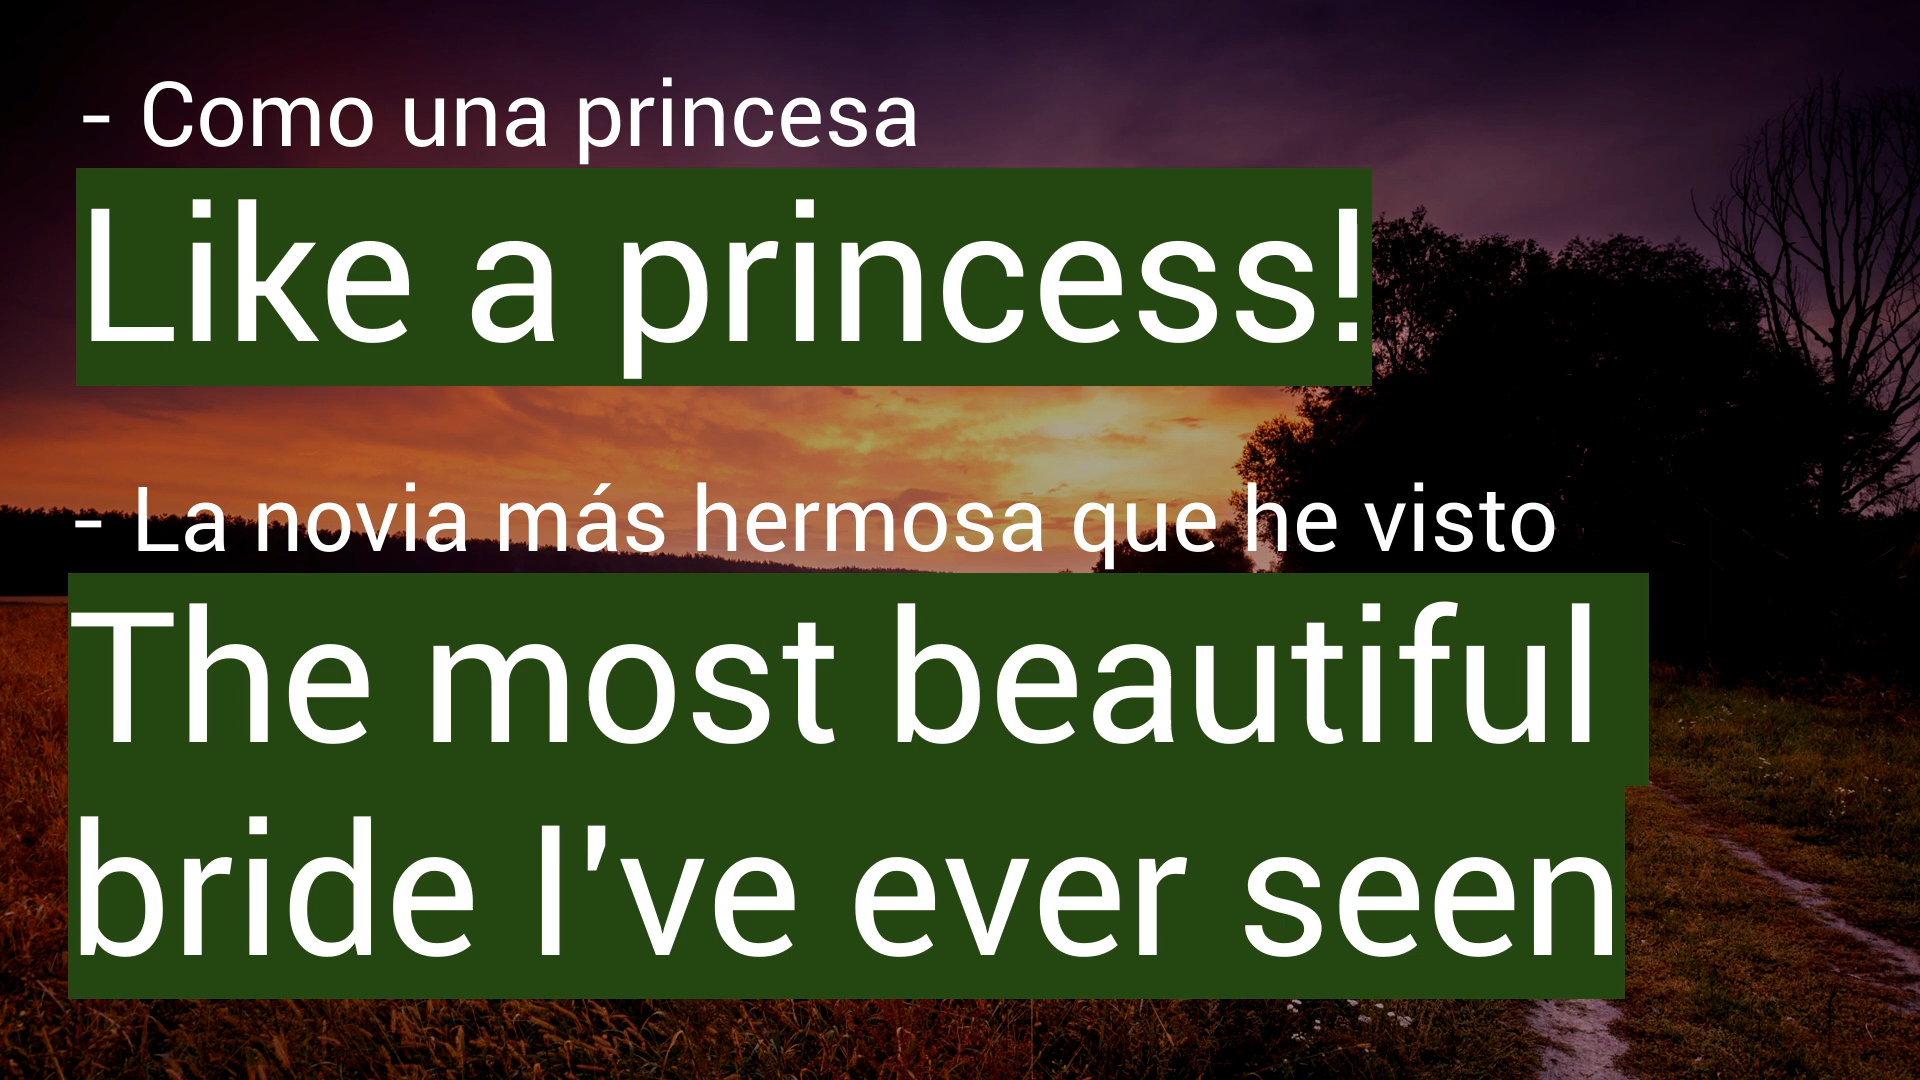 - Como una princesa
Like a princess!
- La novia más hermosa que he visto
The most beautiful
bride I've ever seen